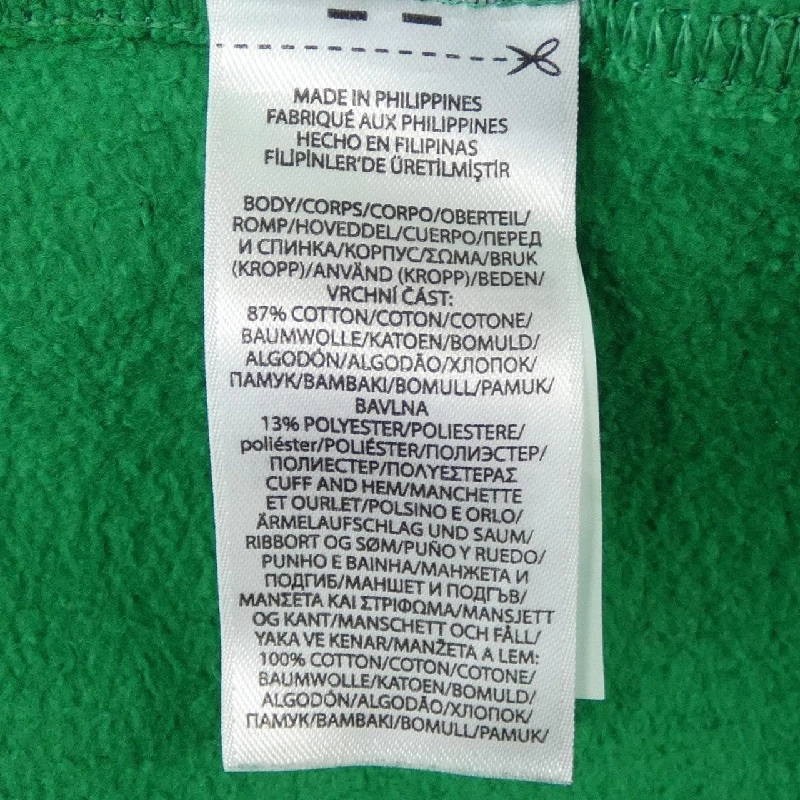 MADE IN PHILIPPINES
FABRIQUÉ AUX PHILIPPINES
HECHO EN FILIPINAS
FİLİPİNLER'DE ÜRETİLMİŞTİR
BODY/CORPS/CORPO/OBERTEIL/
ROMP/HOVEDDEL/CUERPO/ПЕРЕД
И СПИНКА/КОРПУС/ΣΩΜΑ/BRUK
(KROPP)/ANVÄND (KROPP)/BEDEN/
VRCHNÍ ČÁST:
87% COTTON/COTON/COTONE/
BAUMWOLLE/KATOEN/BOMULD/
ALGODÓN/ALGODÃO/ХЛОПОК/
ПАМУК/BAMBAKI/BOMULL/PAMUK/
BAVLNA
13% POLYESTER/POLIESTERE/
poliéster/POLIÉSTER/ПОЛИЭСТЕР/
ПОЛИЕСТЕР/ΠΟΛΥΕΣΤΕΡΑΣ
CUFF AND HEM/MANCHETTE
ET OURLET/POLSINO E ORLO/
ÄRMELAUFSCHLAG UND SAUM/
RIBBORT OG SØM/PUÑO Y RUEDO/
PUNHO E BAINHA/МАНЖЕТА И
ПОДГИБ/МАНШЕТ И ПОДГЪВ/
ΜΑΝΣΕΤΑ ΚΑΙ ΣΤΡΙΦΩΜΑ/MANSJETT
OG KANT/MANSCHETT OCH FÅLL/
YAKA VE KENAR/MANŽETA A LEM:
100% COTTON/COTON/COTONE/
BAUMWOLLE/KATOEN/BOMULD/
ALGODÓN/ALGODÃO/ХЛОПОК/
ПАМУК/BAMBAKI/BOMULL/PAMUK/